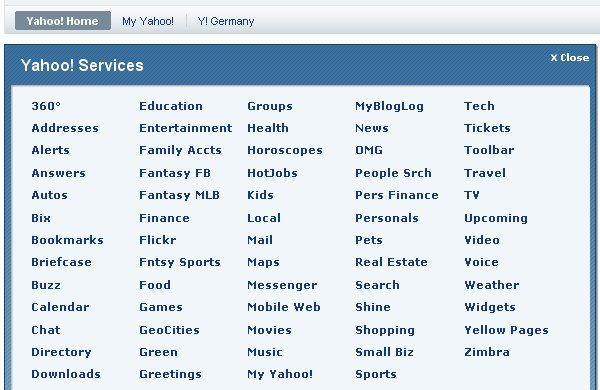 Yahoo! Home My Yahoo! Y! Germany
Yahoo! Services
x Close
360° Education Groups MyBlogLog Tech
Addresses Entertainment Health News Tickets
Alerts Family Accts Horoscopes OMG Toolbar
Answers Fantasy FB HotJobs People Srch Travel
Autos Fantasy MLB Kids Pers Finance TV
Bix Finance Local Personals Upcoming
Bookmarks Flickr Mail Pets Video
Briefcase Fntsy Sports Maps Real Estate Voice
Buzz Food Messenger Search Weather
Calendar Games Mobile Web Shine Widgets
Chat GeoCities Movies Shopping Yellow Pages
Directory Green Music Small Biz Zimbra
Downloads Greetings My Yahoo! Sports